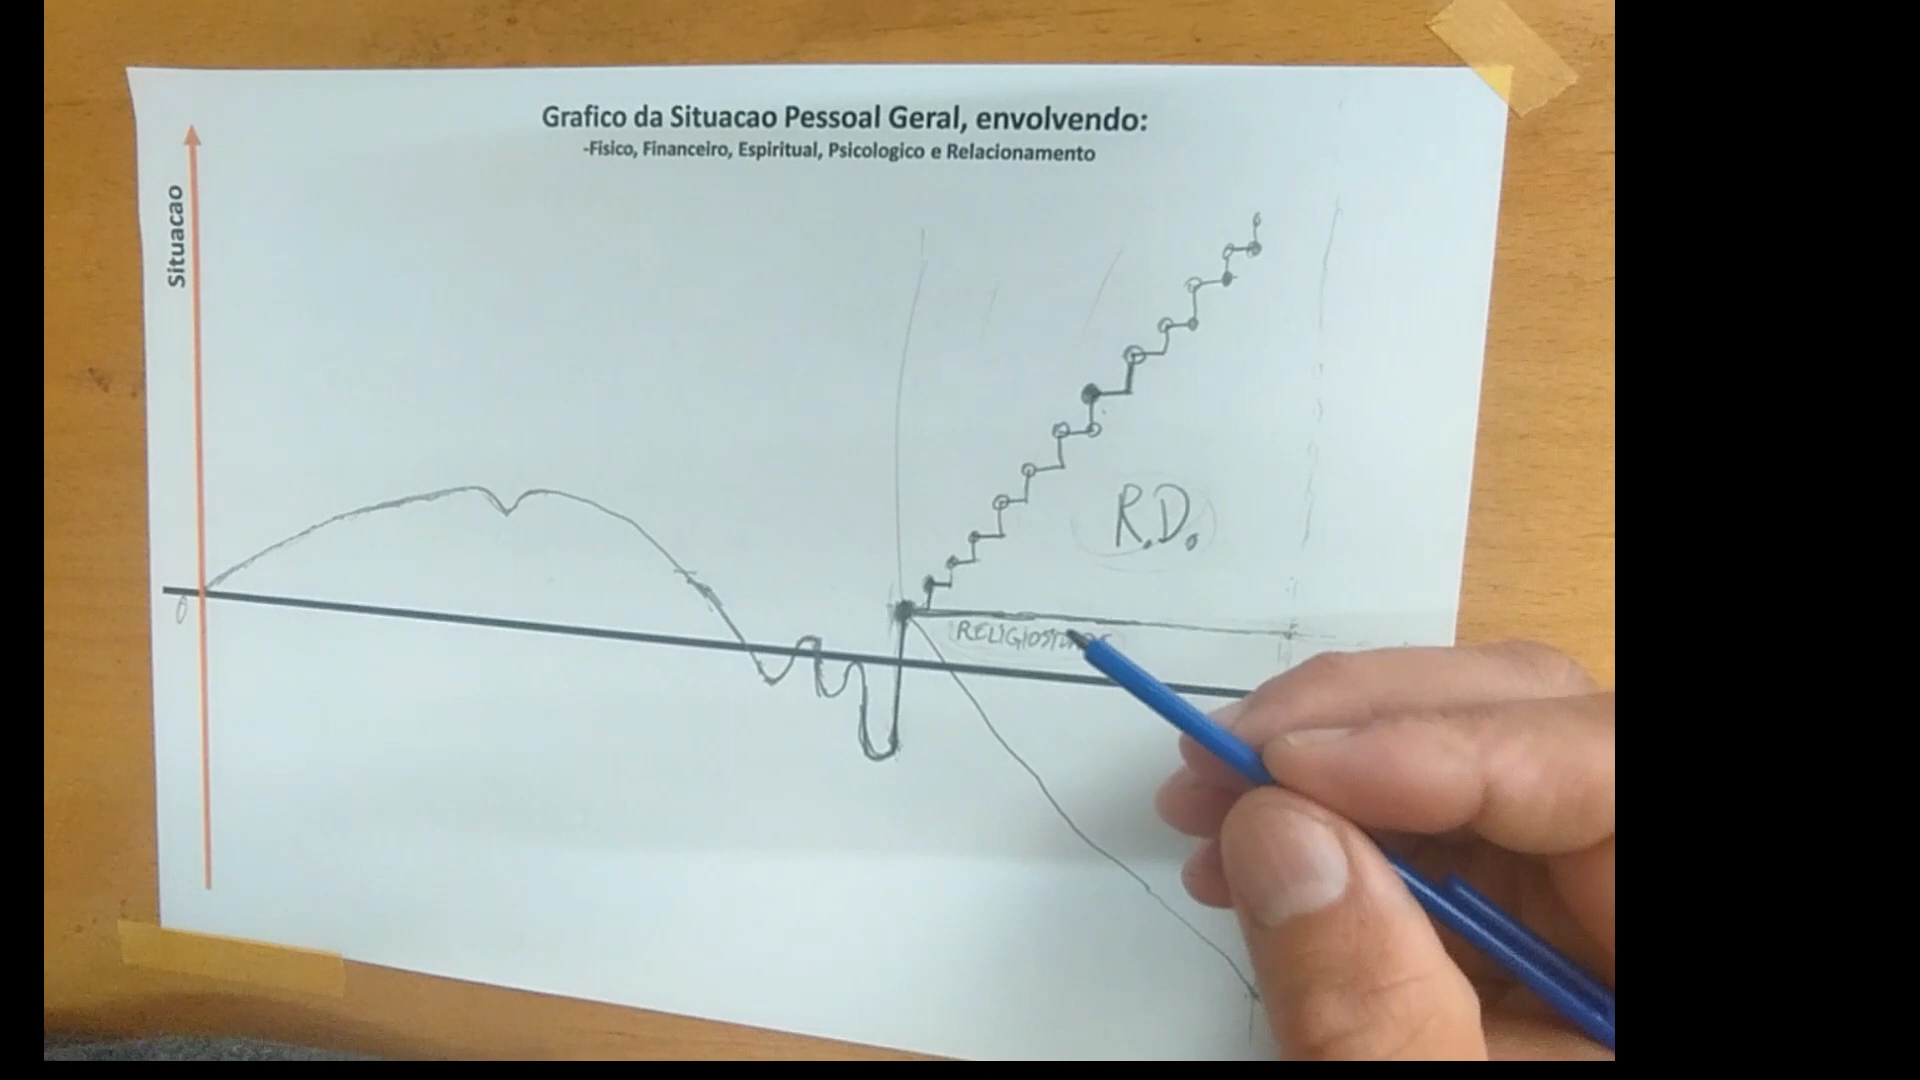 Grafico da Situacao Pessoal Geral, envolvendo:
-Fisico, Financeiro, Espiritual, Psicologico e Relacionamento
Situacao
R.D.
0